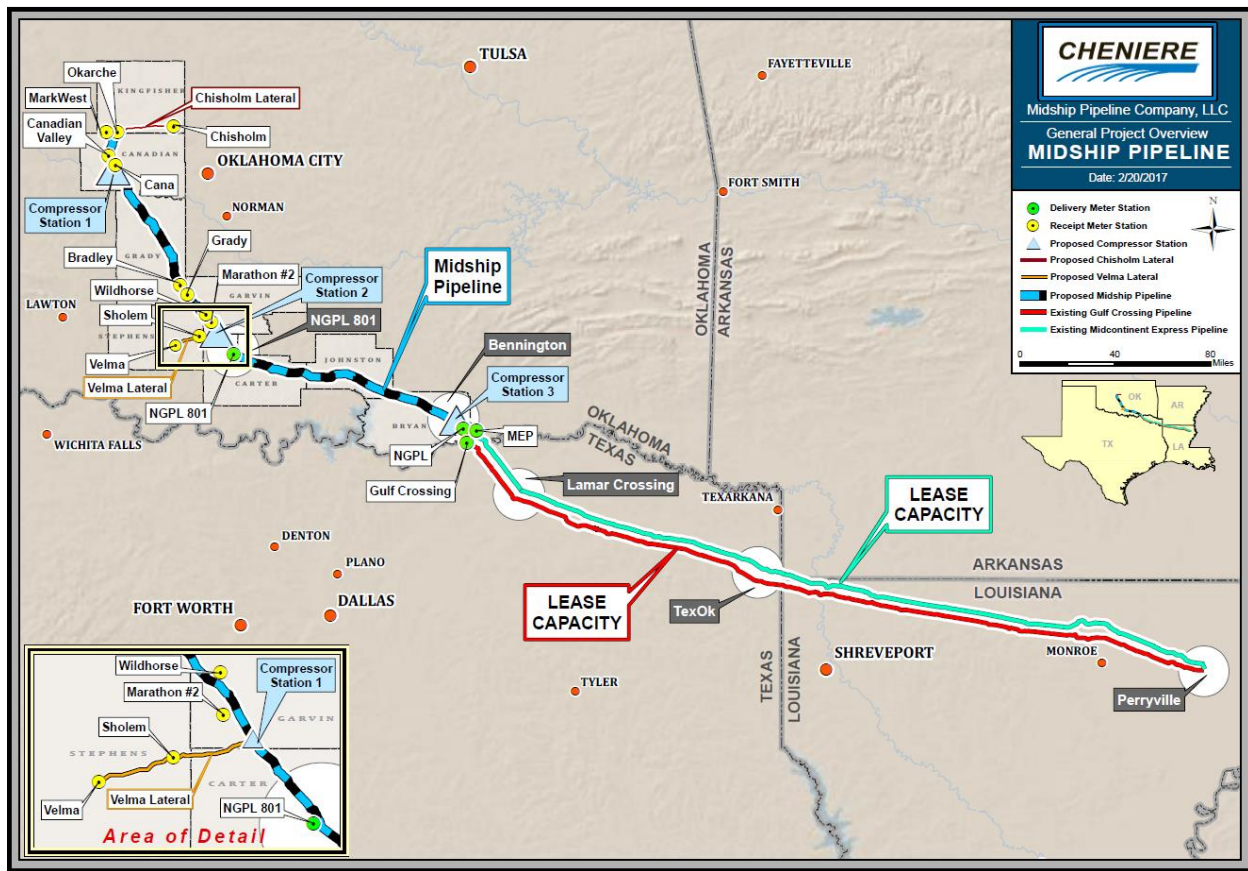 CHENIERE
Midship Pipeline Company, LLC
General Project Overview
MIDSHIP PIPELINE
Date: 2/20/2017
N
Delivery Meter Station
Receipt Meter Station
Proposed Compressor Station
Proposed Chisholm Lateral
Proposed Velma Lateral
Proposed Midship Pipeline
Existing Gulf Crossing Pipeline
Existing Midcontinent Express Pipeline
0 40 80
Miles
OK
AR
TX
LA
TULSA
FAYETTEVILLE
Okarche
KINGFISHER
MarkWest
Chisholm Lateral
Canadian
Valley
Chisholm
CANADIAN
OKLAHOMA CITY
Cana
FORT SMITH
Compressor
Station 1
NORMAN
Grady
Bradley
GRADY
Midship
Pipeline
OKLAHOMA
ARKANSAS
Marathon #2
Wildhorse
GARVIN
Compressor
Station 2
LAWTON
Sholem
STEPHENS
NGPL 801
Bennington
Velma
JOHNSTON
Compressor
Station 3
Velma Lateral
CARTER
NGPL 801
BRYAN
OKLAHOMA
TEXAS
WICHITA FALLS
NGPL
MEP
Gulf Crossing
Lamar Crossing
TEXARKANA
LEASE
CAPACITY
DENTON
PLANO
ARKANSAS
LOUISIANA
FORT WORTH
DALLAS
LEASE
CAPACITY
TexOk
SHREVEPORT
MONROE
TYLER
TEXAS
LOUISIANA
Perryville
Wildhorse
Compressor
Station 1
Marathon #2
GARVIN
Sholem
STEPHENS
CARTER
Velma
Velma Lateral
NGPL 801
Area of Detail